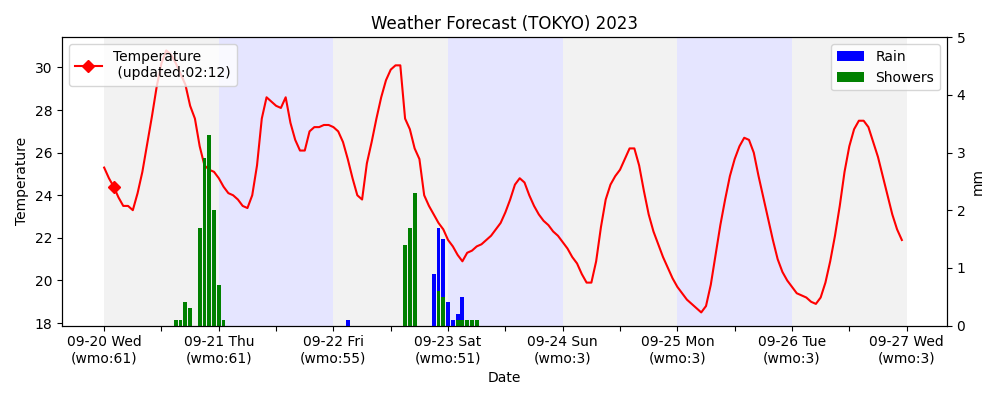 Weather Forecast (TOKYO) 2023
Temperature
(updated:02:12)
Rain
Showers
Temperature
30
28
26
24
22
20
18
5
4
3
2
1
0
mm
09-20 Wed
(wmo:61)
09-21 Thu
(wmo:61)
09-22 Fri
(wmo:55)
09-23 Sat
(wmo:51)
09-24 Sun
(wmo:3)
09-25 Mon
(wmo:3)
09-26 Tue
(wmo:3)
09-27 Wed
(wmo:3)
Date